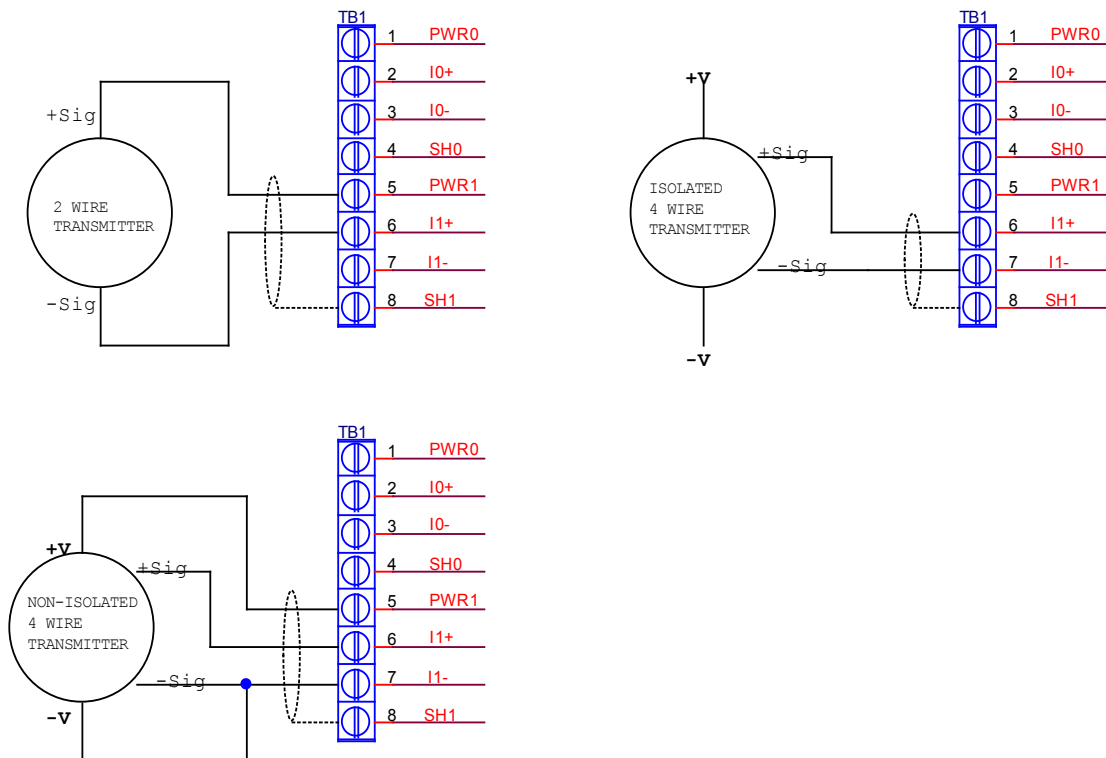 TB1
1 PWR0
2 I0+
3 I0-
4 SH0
5 PWR1
6 I1+
7 I1-
8 SH1
+Sig
2 WIRE
TRANSMITTER
-Sig
TB1
1 PWR0
2 I0+
3 I0-
4 SH0
5 PWR1
6 I1+
7 I1-
8 SH1
+V
+Sig
ISOLATED
4 WIRE
TRANSMITTER
-Sig
-V
TB1
1 PWR0
2 I0+
3 I0-
4 SH0
5 PWR1
6 I1+
7 I1-
8 SH1
+V
+Sig
NON-ISOLATED
4 WIRE
TRANSMITTER
-Sig
-V